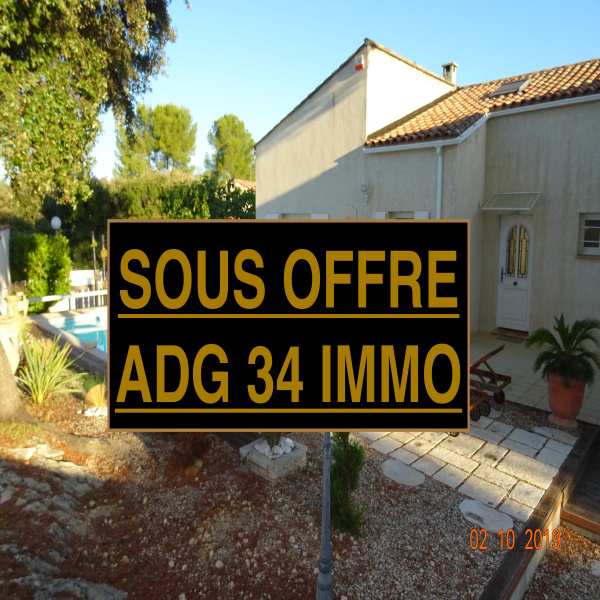 SOUS OFFRE
ADG 34 IMMO
02 10 2019